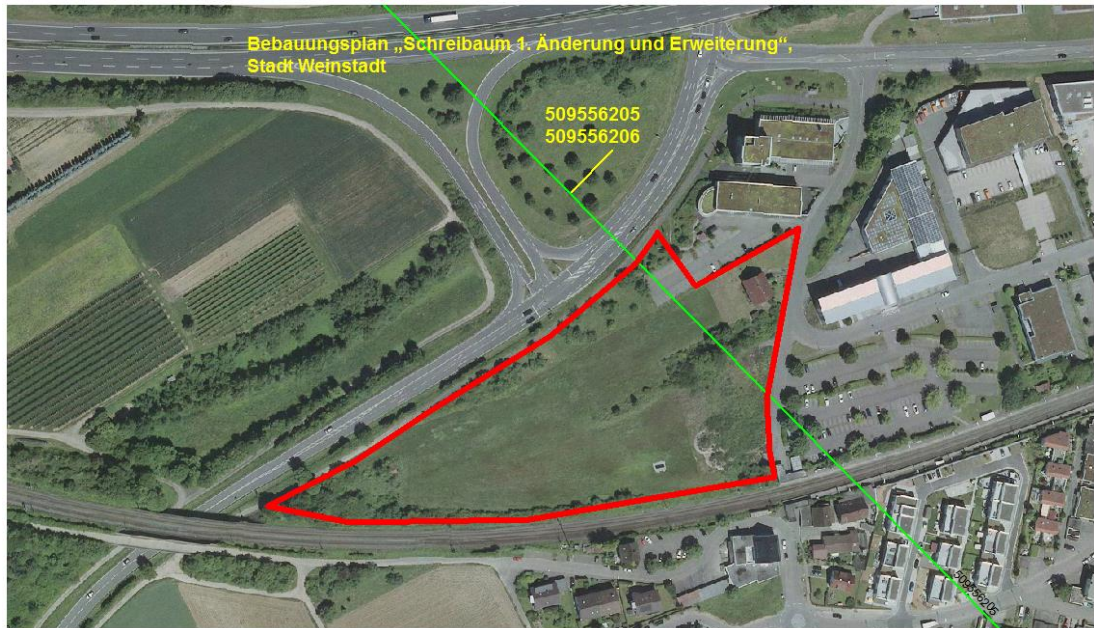 Bebauungsplan „Schreibaum 1. Änderung und Erweiterung“,
Stadt Weinstadt
509556205
509556206
509556205